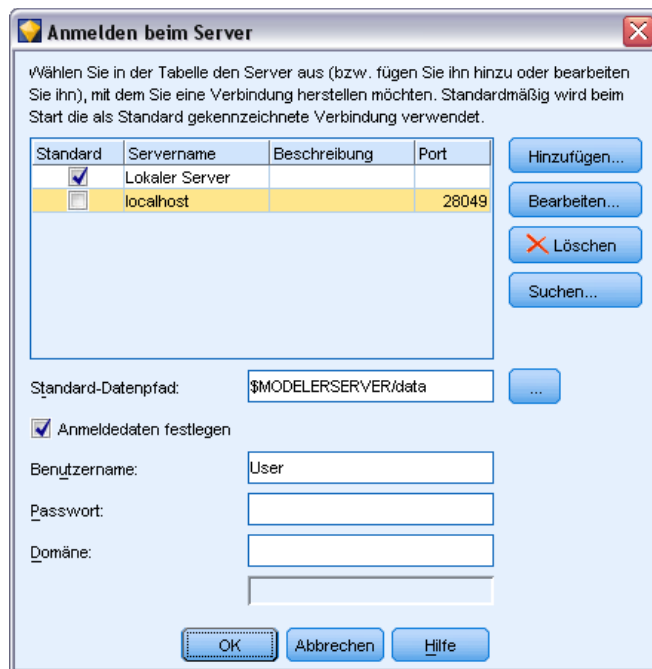 Anmelden beim Server
Wählen Sie in der Tabelle den Server aus (bzw. fügen Sie ihn hinzu oder bearbeiten
Sie ihn), mit dem Sie eine Verbindung herstellen möchten. Standardmäßig wird beim
Start die als Standard gekennzeichnete Verbindung verwendet.
Standard Servername Beschreibung Port
Lokaler Server
localhost 28049
Hinzufügen...
Bearbeiten...
Löschen
Suchen...
Standard-Datenpfad: $MODELERSERVER/data ...
Anmeldedaten festlegen
Benutzername: User
Passwort:
Domäne:
OK Abbrechen Hilfe